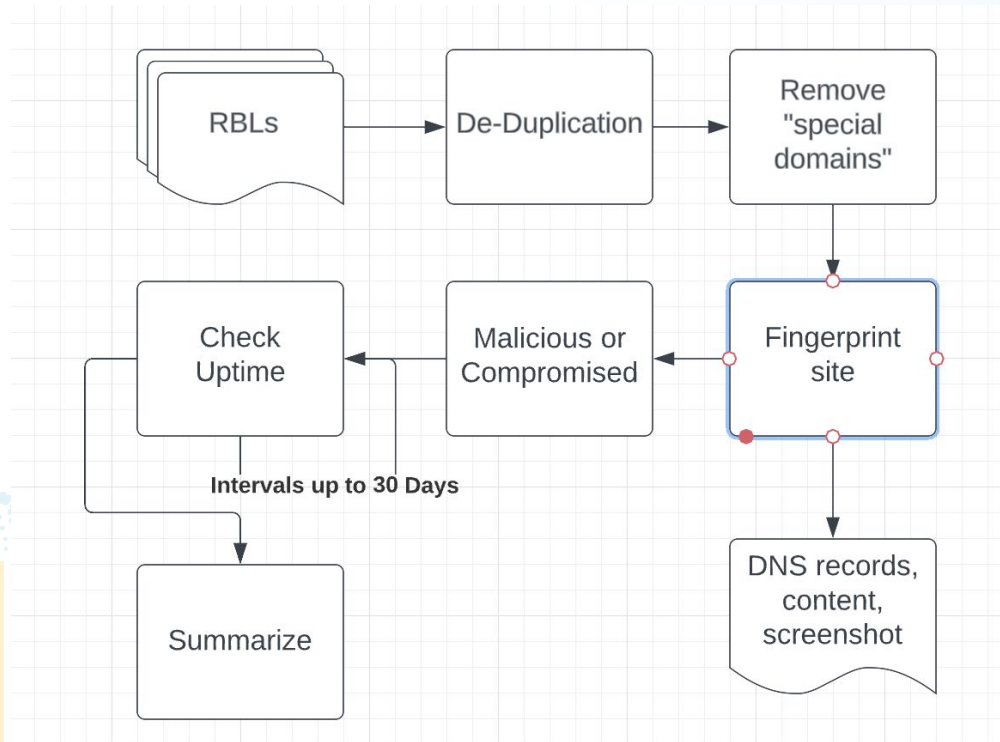 RBLs
De-Duplication
Remove
"special
domains"
Check
Uptime
Malicious or
Compromised
Fingerprint
site
Intervals up to 30 Days
Summarize
DNS records,
content,
screenshot